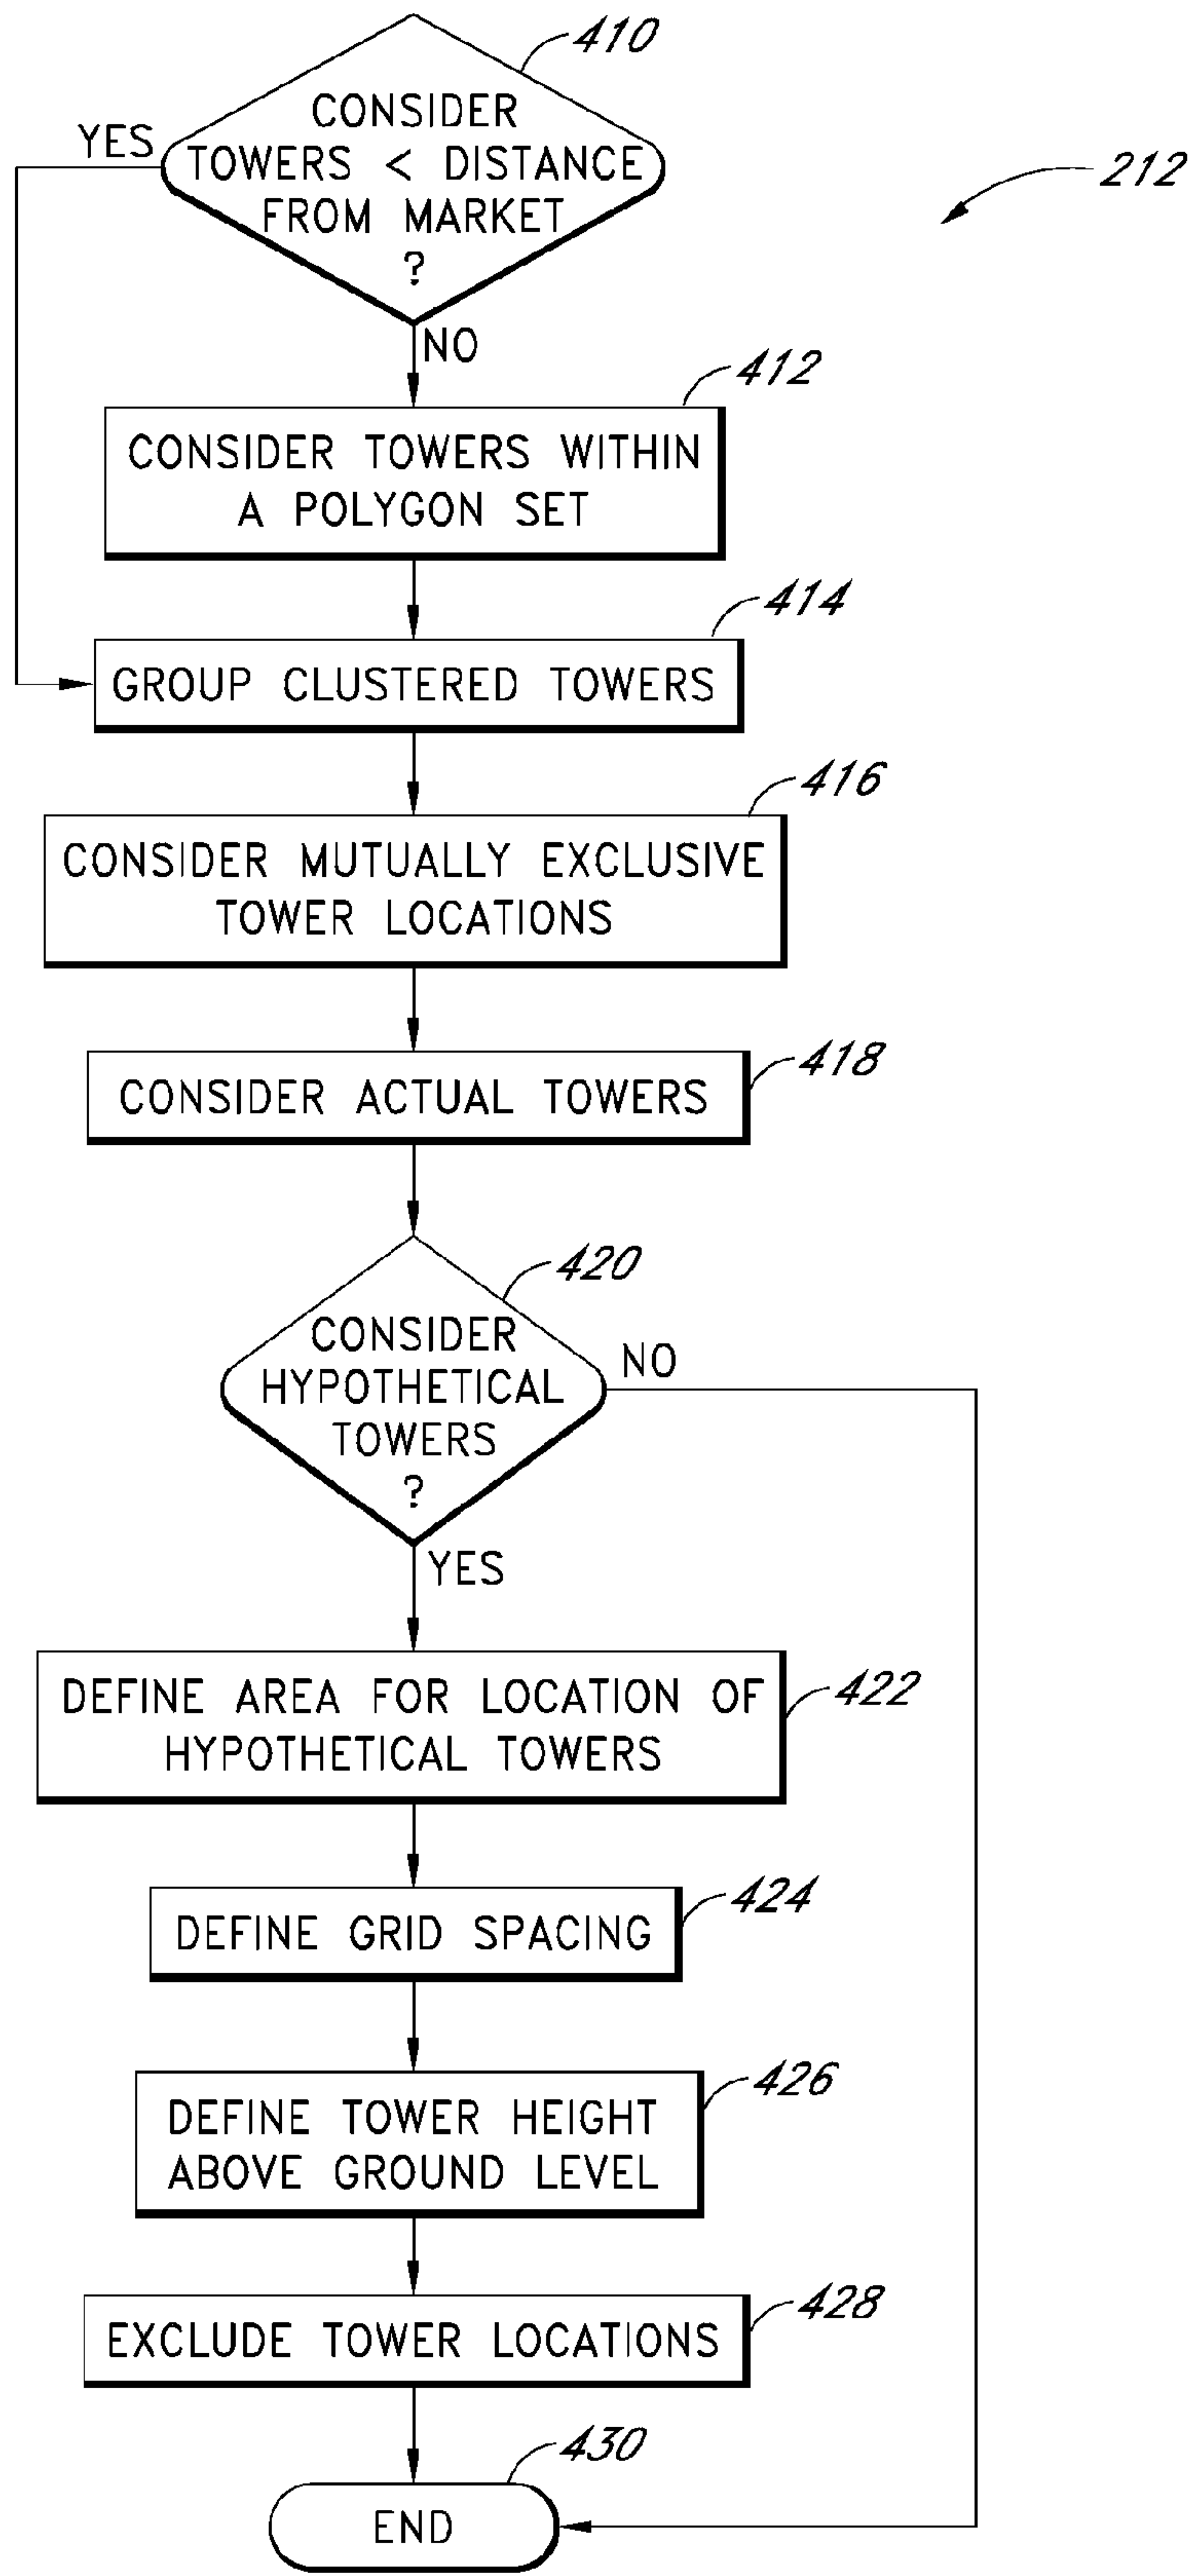 410
CONSIDER
YES
TOWERS < DISTANCE
212
FROM MARKET
?
NO
412
CONSIDER TOWERS WITHIN
A POLYGON SET
414
GROUP CLUSTERED TOWERS
416
CONSIDER MUTUALLY EXCLUSIVE
TOWER LOCATIONS
418
CONSIDER ACTUAL TOWERS
420
CONSIDER
NO
HYPOTHETICAL
TOWERS
?
YES
422
DEFINE AREA FOR LOCATION OF
HYPOTHETICAL TOWERS
424
DEFINE GRID SPACING
426
DEFINE TOWER HEIGHT
ABOVE GROUND LEVEL
428
EXCLUDE TOWER LOCATIONS
430
END